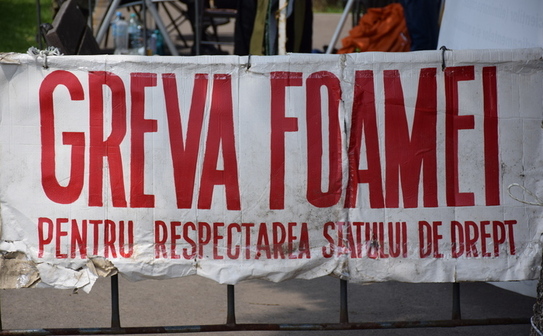 GREVA FOAMEI
PENTRU RESPECTAREA STATULUI DE DREPT